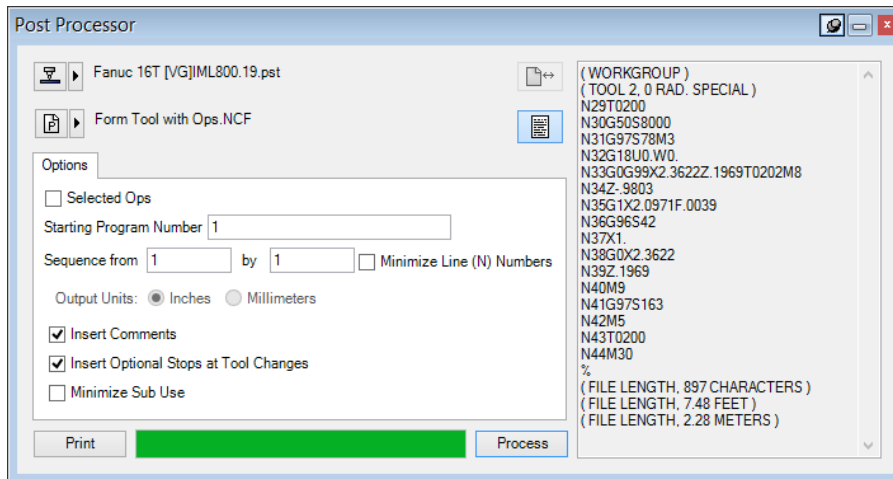 Post Processor
Fanuc 16T [VG]IML800.19.pst
Form Tool with Ops.NCF
Options
Selected Ops
Starting Program Number 1
Sequence from 1 by 1 Minimize Line (N) Numbers
Output Units: Inches Millimeters
Insert Comments
Insert Optional Stops at Tool Changes
Minimize Sub Use
Print Process
( WORKGROUP )
( TOOL 2, 0 RAD. SPECIAL )
N29T0200
N30G50S8000
N31G97S78M3
N32G18U0.W0.
N33G0G99X2.3622Z.1969T0202M8
N34Z-.9803
N35G1X2.0971F.0039
N36G96S42
N37X1.
N38G0X2.3622
N39Z.1969
N40M9
N41G97S163
N42M5
N43T0200
N44M30
%
( FILE LENGTH, 897 CHARACTERS )
( FILE LENGTH, 7.48 FEET )
( FILE LENGTH, 2.28 METERS )